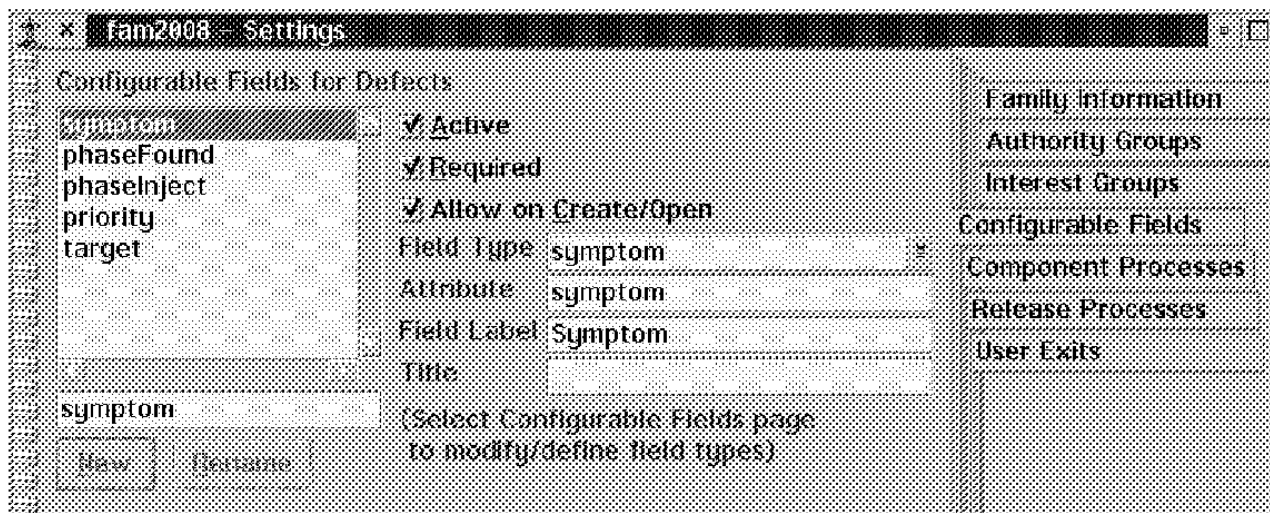 fam2008 - Settings
Configurable Fields for Defects
symptom
phaseFound
phaseInject
priority
target
symptom
New Rename
Active
Required
Allow on Create/Open
Field Type symptom
Attribute symptom
Field Label Symptom
Title
(Select Configurable Fields page
to modify/define field types)
Family Information
Authority Groups
Interest Groups
Configurable Fields
Component Processes
Release Processes
User Exits